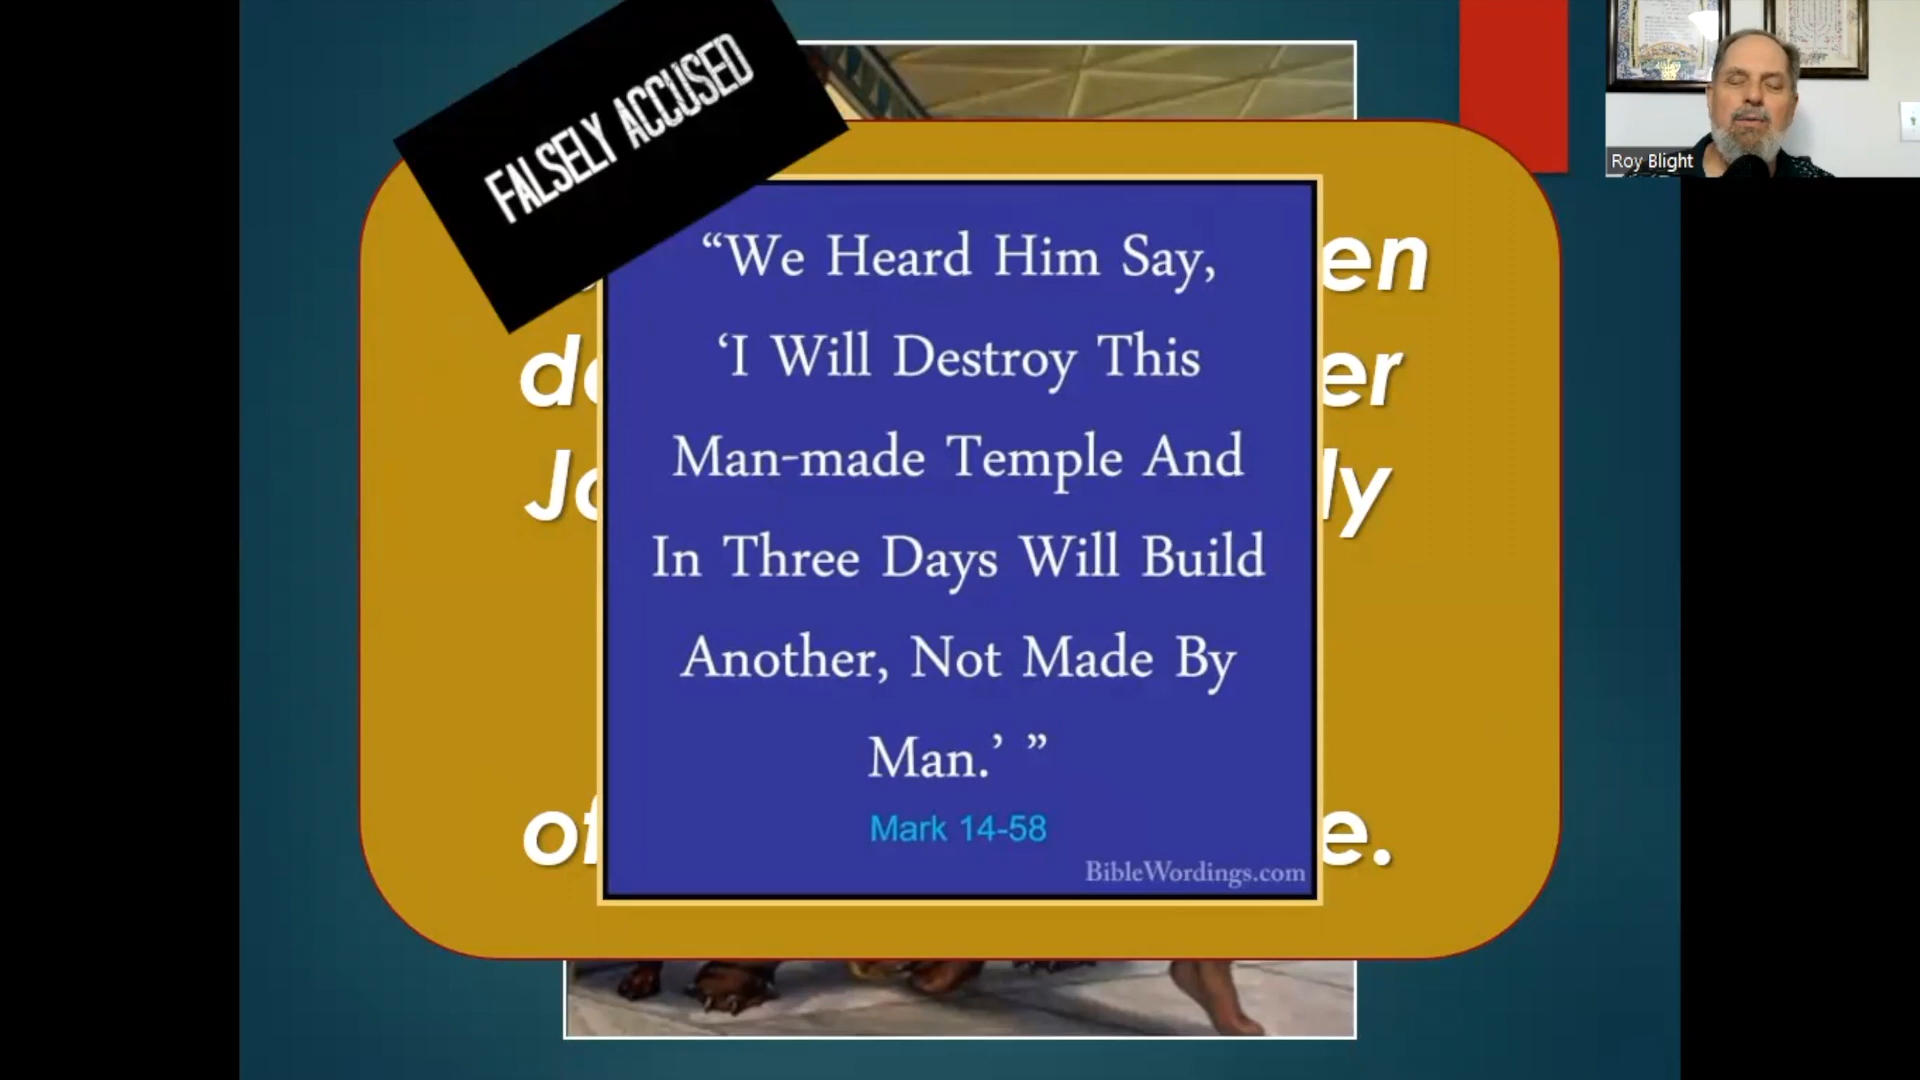 FALSELY ACCUSED
“We Heard Him Say,
‘I Will Destroy This
Man-made Temple And
In Three Days Will Build
Another, Not Made By
Man.’ ”
Mark 14-58
BibleWordings.com
Roy Blight